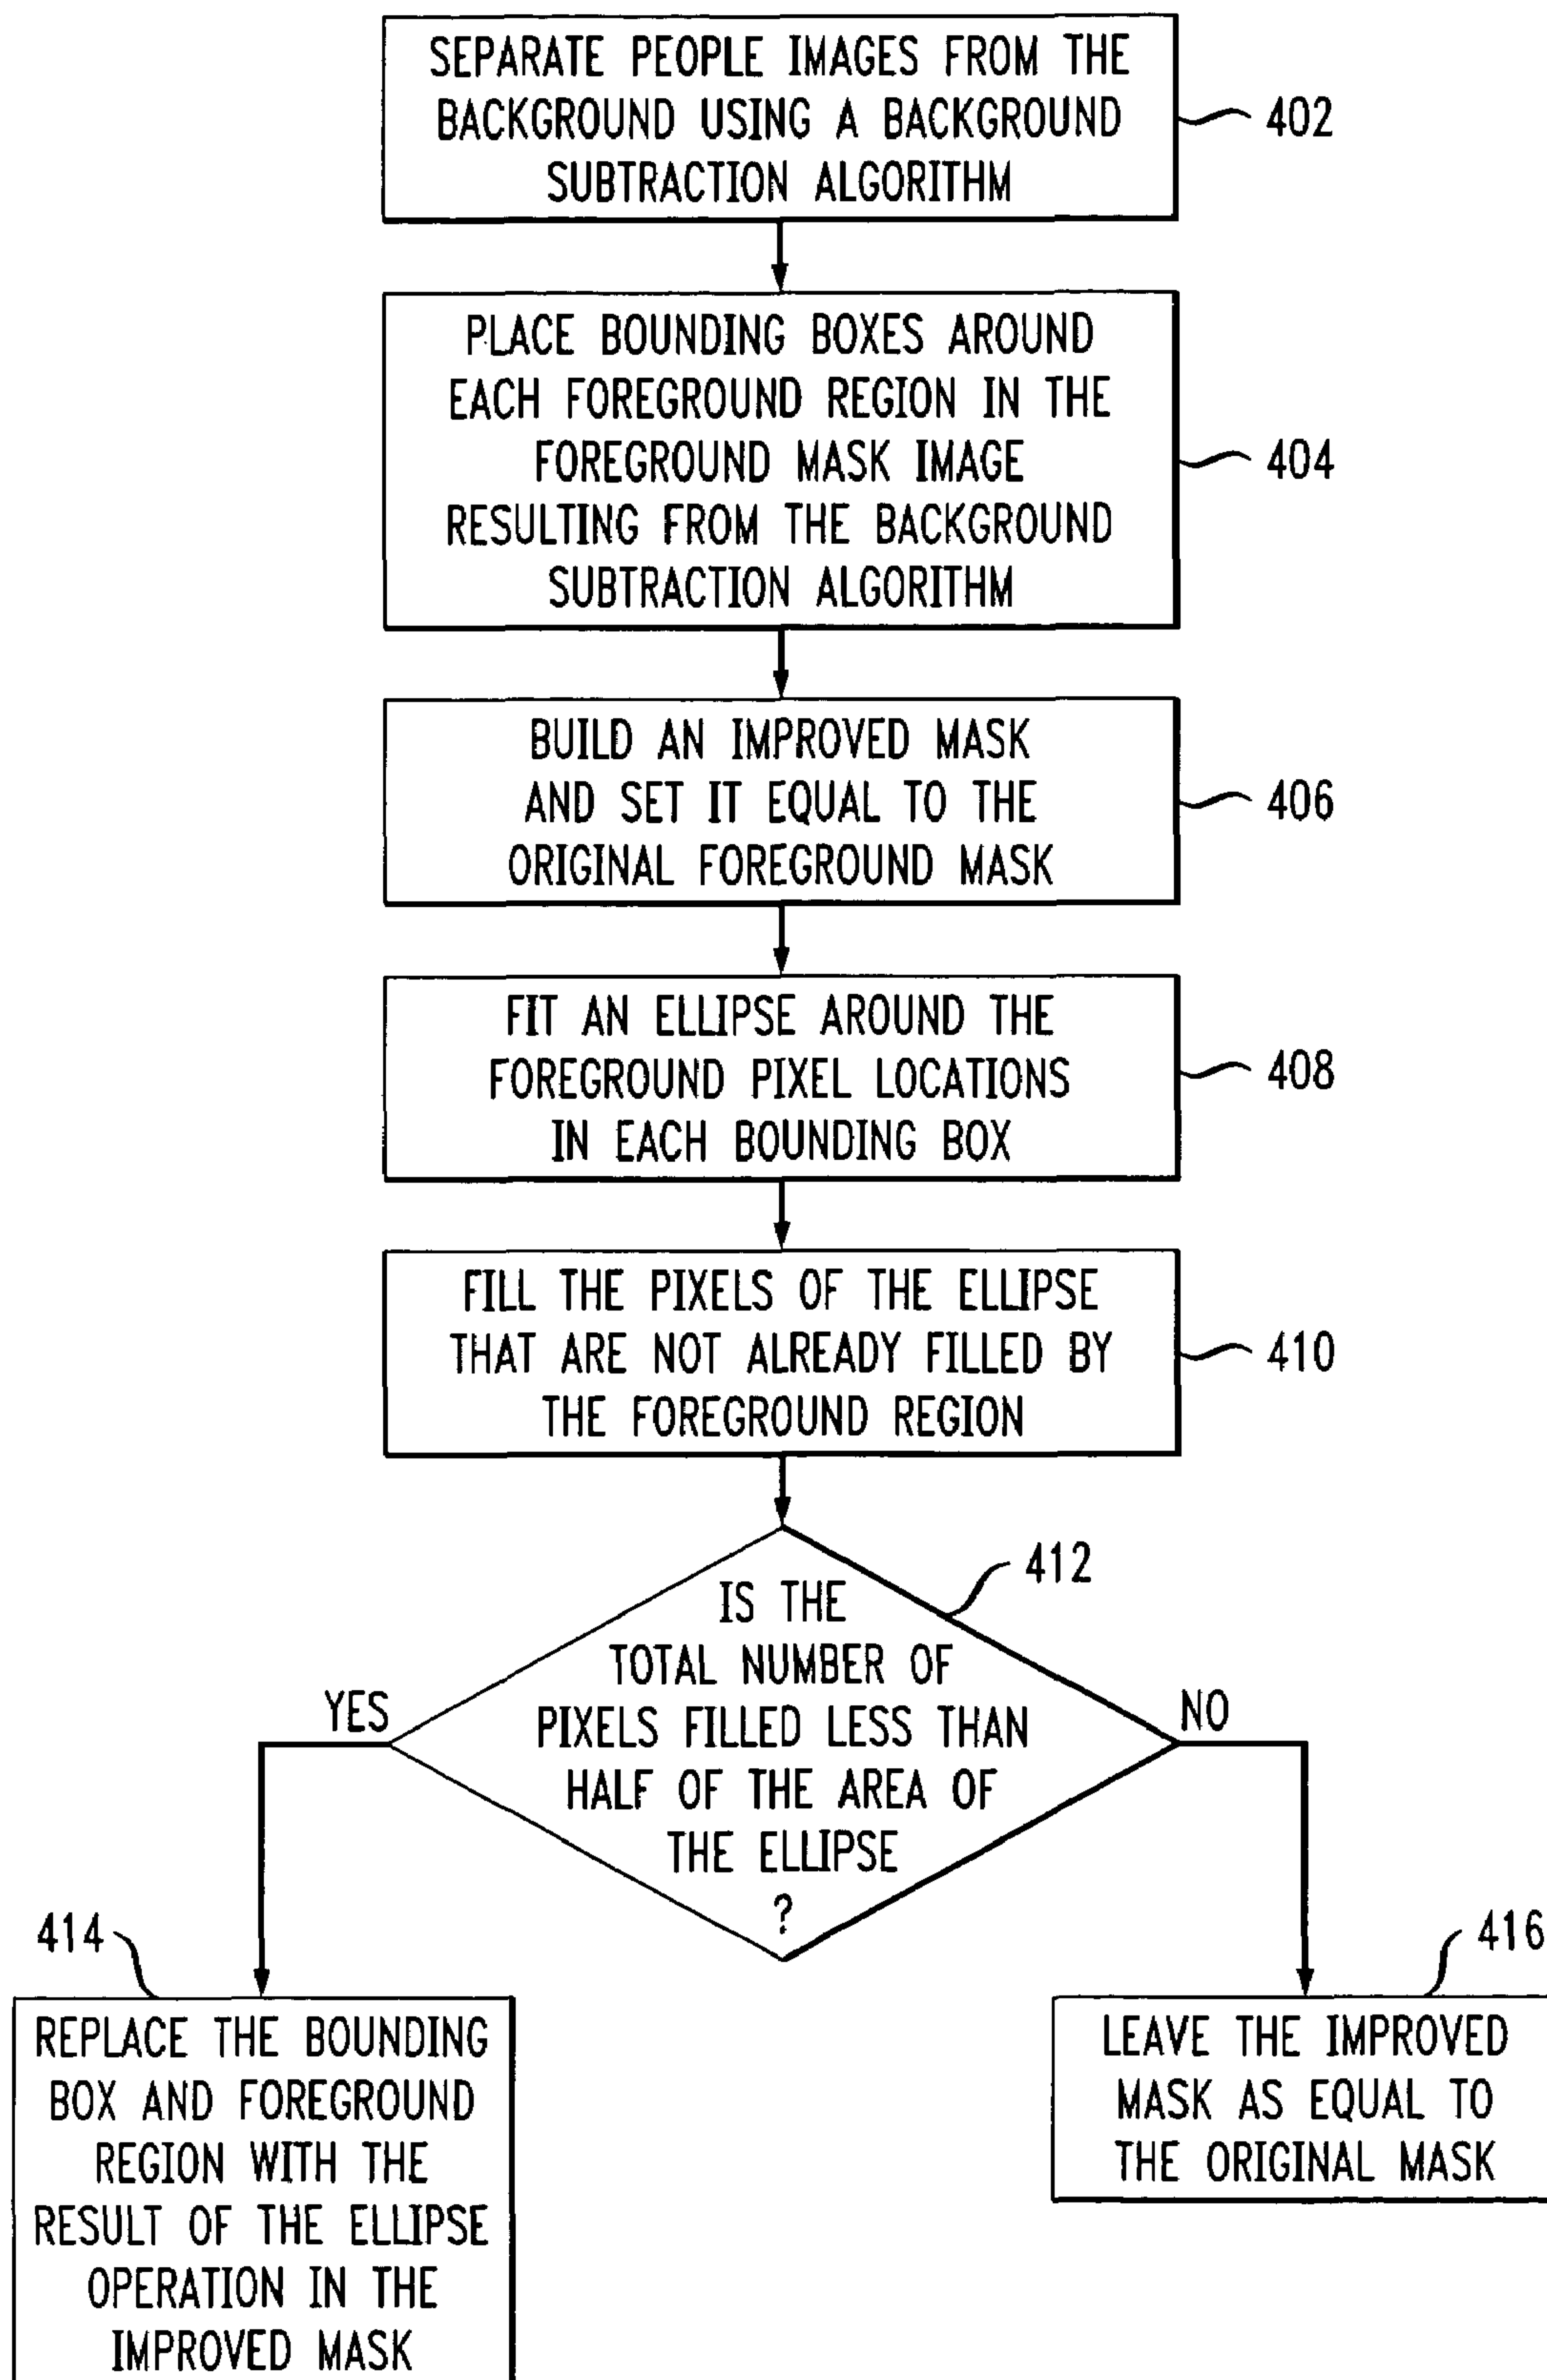 SEPARATE PEOPLE IMAGES FROM THE
BACKGROUND USING A BACKGROUND
SUBTRACTION ALGORITHM
402
PLACE BOUNDING BOXES AROUND
EACH FOREGROUND REGION IN THE
FOREGROUND MASK IMAGE
RESULTING FROM THE BACKGROUND
SUBTRACTION ALGORITHM
404
BUILD AN IMPROVED MASK
AND SET IT EQUAL TO THE
ORIGINAL FOREGROUND MASK
406
FIT AN ELLIPSE AROUND THE
FOREGROUND PIXEL LOCATIONS
IN EACH BOUNDING BOX
408
FILL THE PIXELS OF THE ELLIPSE
THAT ARE NOT ALREADY FILLED BY
THE FOREGROUND REGION
410
412
IS THE
TOTAL NUMBER OF
PIXELS FILLED LESS THAN
HALF OF THE AREA OF
THE ELLIPSE
?
YES
NO
414
REPLACE THE BOUNDING
BOX AND FOREGROUND
REGION WITH THE
RESULT OF THE ELLIPSE
OPERATION IN THE
IMPROVED MASK
416
LEAVE THE IMPROVED
MASK AS EQUAL TO
THE ORIGINAL MASK